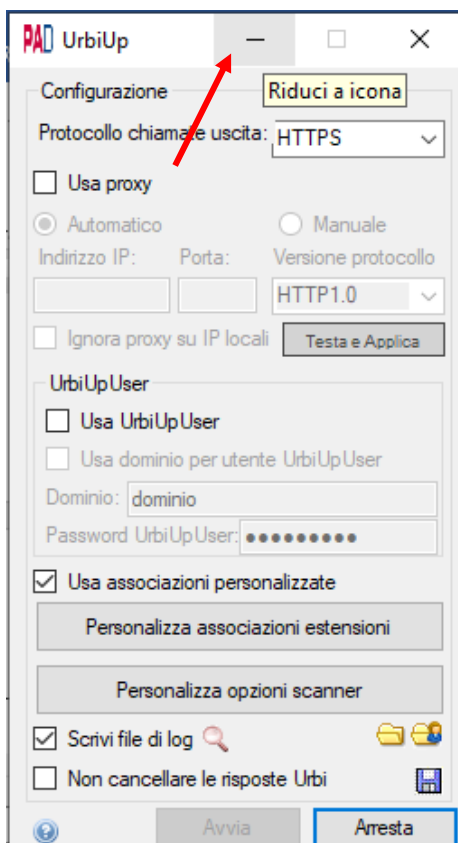 PAD UrbiUp
Configurazione
Riduci a icona
Protocollo chiamate uscita: HTTPS
Usa proxy
Automatico Manuale
Indirizzo IP: Porta: Versione protocollo
HTTP1.0
Ignora proxy su IP locali Testa e Applica
UrbiUpUser
Usa UrbiUpUser
Usa dominio per utente UrbiUpUser
Dominio: dominio
Password UrbiUpUser: ●●●●●●●●●
Usa associazioni personalizzate
Personalizza associazioni estensioni
Personalizza opzioni scanner
Scrivi file di log
Non cancellare le risposte Urbi
Avvia Arresta